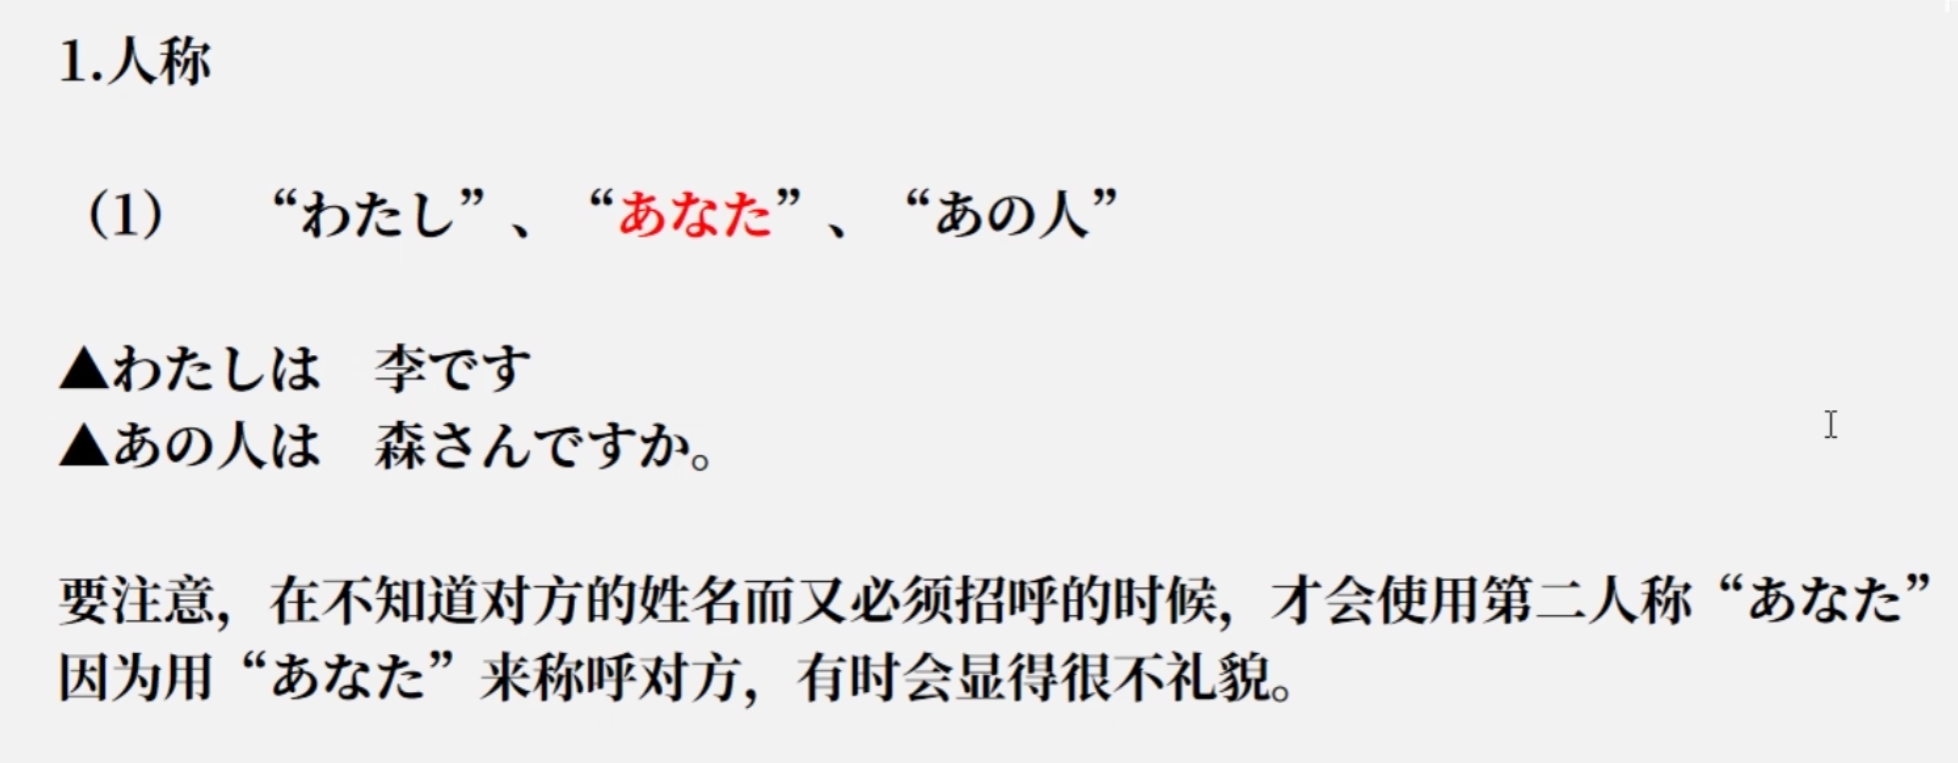 1.人称
（1）　“わたし”、“あなた”、“あの人”
▲わたしは　李です
▲あの人は　森さんですか。
要注意，在不知道对方的姓名而又必须招呼的时候，才会使用第二人称“あなた”
因为用“あなた”来称呼对方，有时会显得很不礼貌。